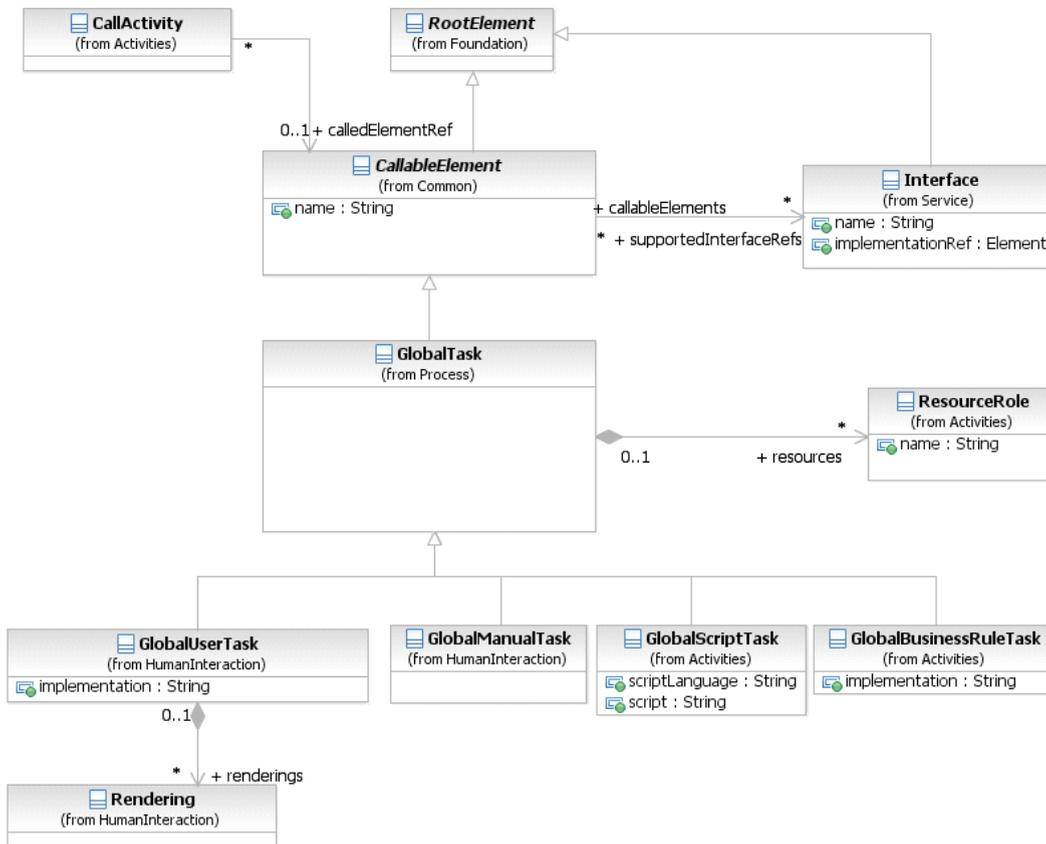 CallActivity
(from Activities)
*
RootElement
(from Foundation)
0..1 + calledElementRef
CallableElement
(from Common)
name : String
+ callableElements
*
* + supportedInterfaceRefs
Interface
(from Service)
name : String
implementationRef : Element
GlobalTask
(from Process)
0..1
*
+ resources
ResourceRole
(from Activities)
name : String
GlobalUserTask
(from HumanInteraction)
implementation : String
GlobalManualTask
(from HumanInteraction)
GlobalScriptTask
(from Activities)
scriptLanguage : String
script : String
GlobalBusinessRuleTask
(from Activities)
implementation : String
0..1
* + renderings
Rendering
(from HumanInteraction)